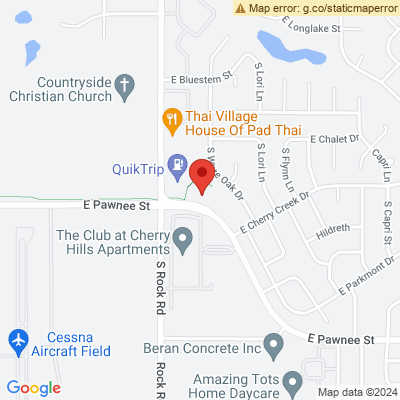 Map error: g.co/staticmaperror
E Longlake St
Countryside
Christian Church
E Bluestem St
S Lori Ln
Thai Village
House Of Pad Thai
E Chalet Dr
Capri Ln
QuikTrip
S White Oak Dr
S Lori Ln
S Flynn Ln
E Pawnee St
E Cherry Creek Dr
S Capri St
Hildreth
The Club at Cherry
Hills Apartments
S Rock Rd
E Parkmont Dr
Cessna
Aircraft Field
E Pawnee St
Beran Concrete Inc
Rock R
Amazing Tots
Home Daycare
Google
Map data ©2024